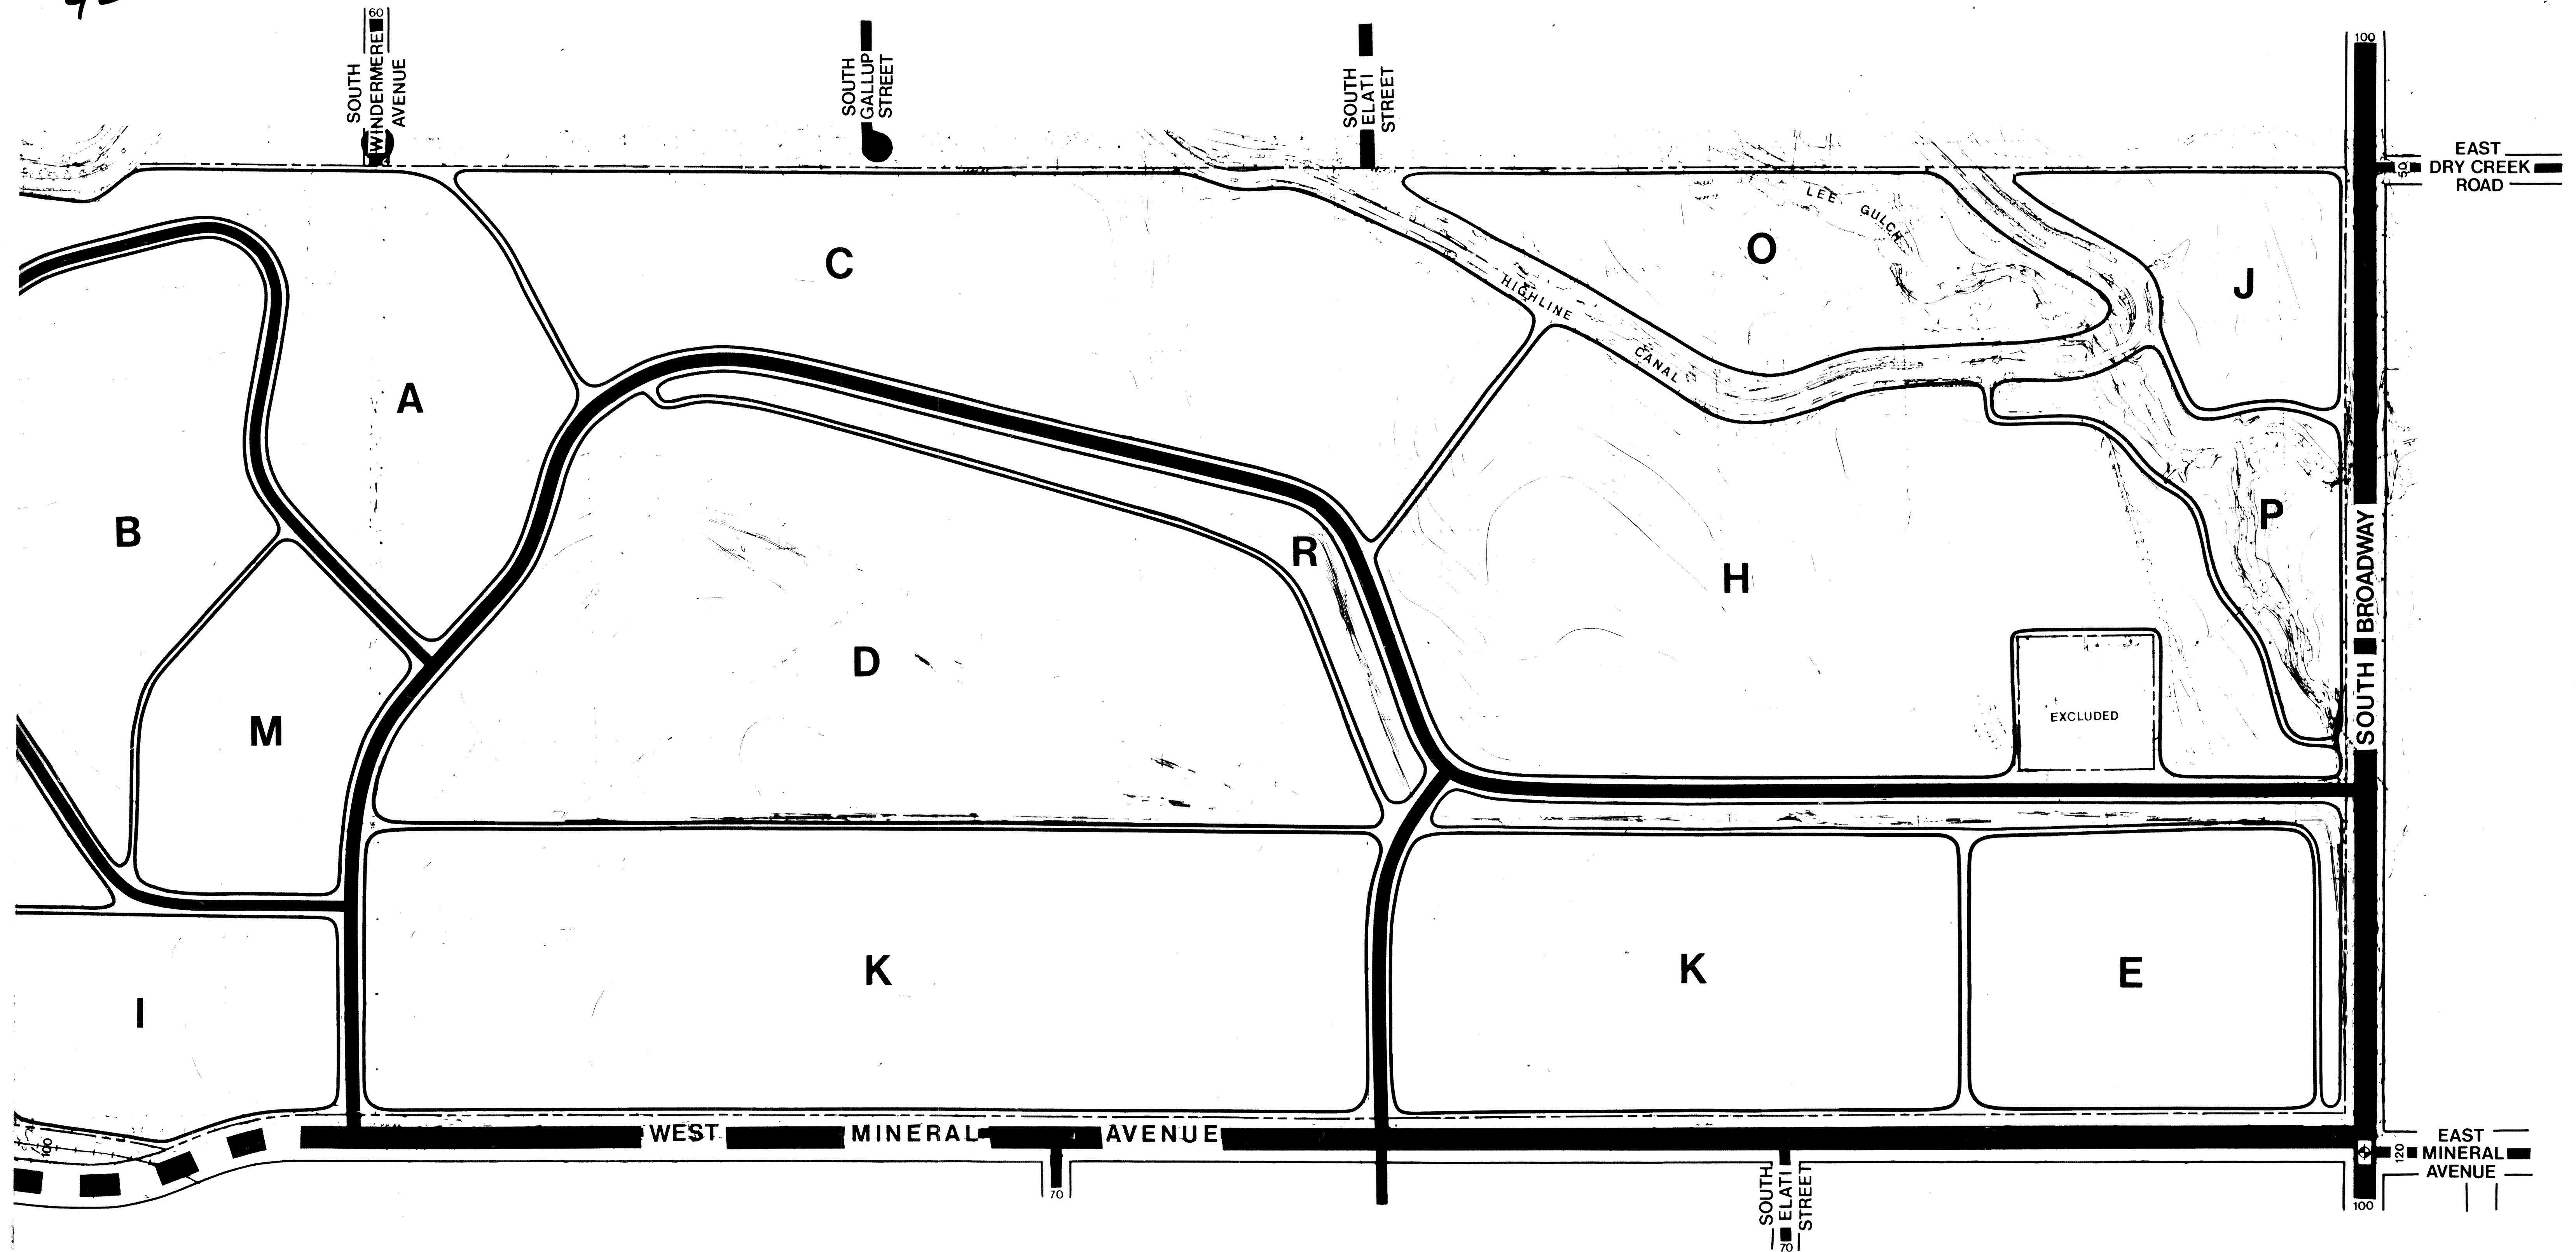 60
SOUTH
WINDERMERE
AVENUE
SOUTH
GALLUP
STREET
SOUTH
ELATI
STREET
100
EAST
DRY CREEK
ROAD
50
LEE GULCH
O
C
J
HIGHLINE
CANAL
A
B
P
R
H
SOUTH BROADWAY
D
M
EXCLUDED
K
K
E
I
WEST MINERAL AVENUE
100
EAST
MINERAL
AVENUE
120
70
SOUTH
ELATI
STREET
70
100